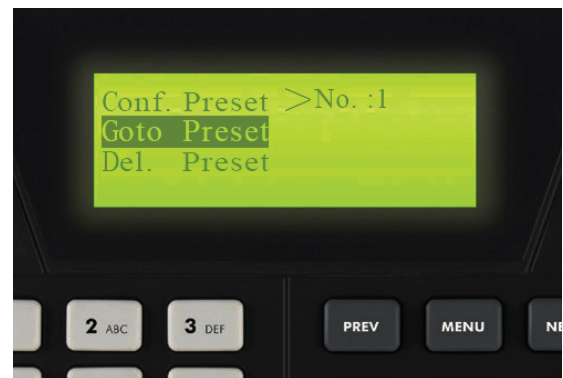 Conf. Preset >No. :1
Goto Preset
Del. Preset
2 ABC
3 DEF
PREV
MENU